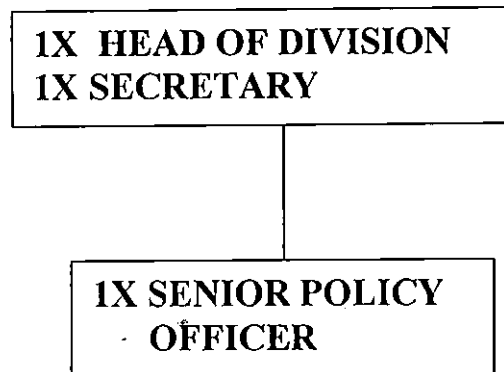 1X HEAD OF DIVISION
1X SECRETARY
1X SENIOR POLICY
OFFICER